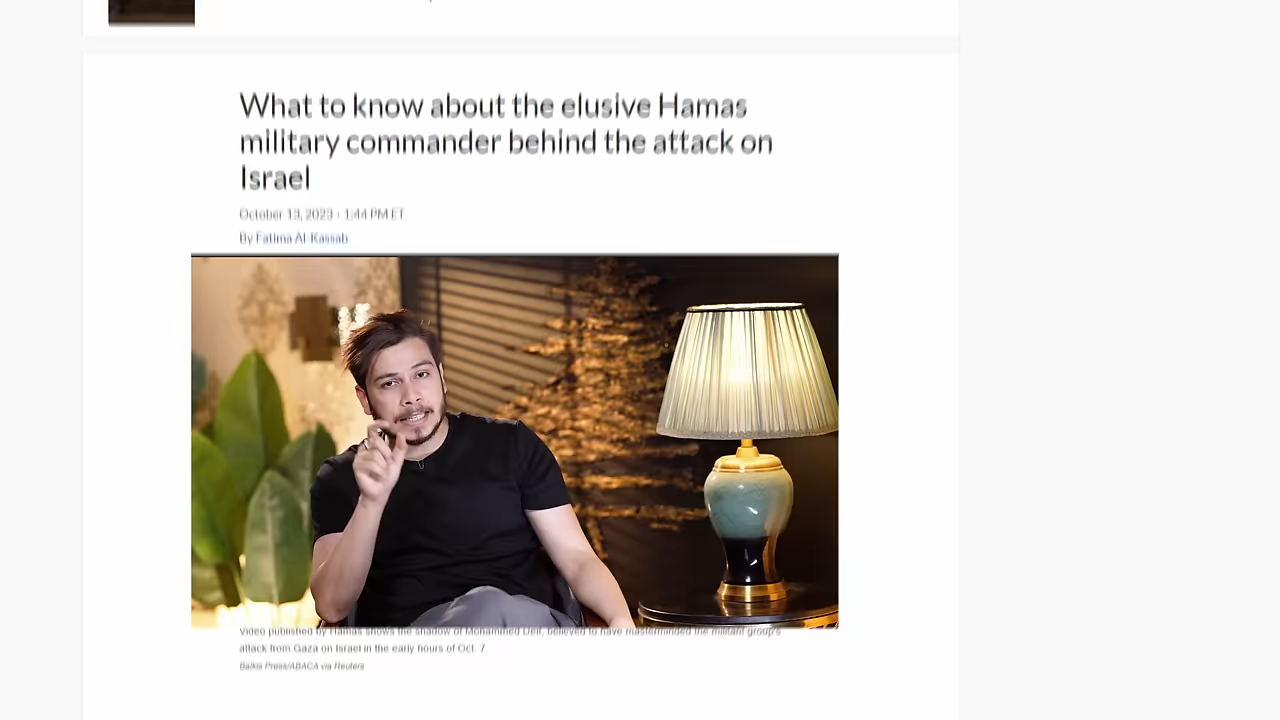 What to know about the elusive Hamas
military commander behind the attack on
Israel
October 13, 2023 · 1:44 PM ET
By Fatima Al-Kassab
Video published by Hamas shows the shadow of Mohammed Deif, believed to have masterminded the militant group's
attack from Gaza on Israel in the early hours of Oct. 7.
Balkis Press/ABACA via Reuters